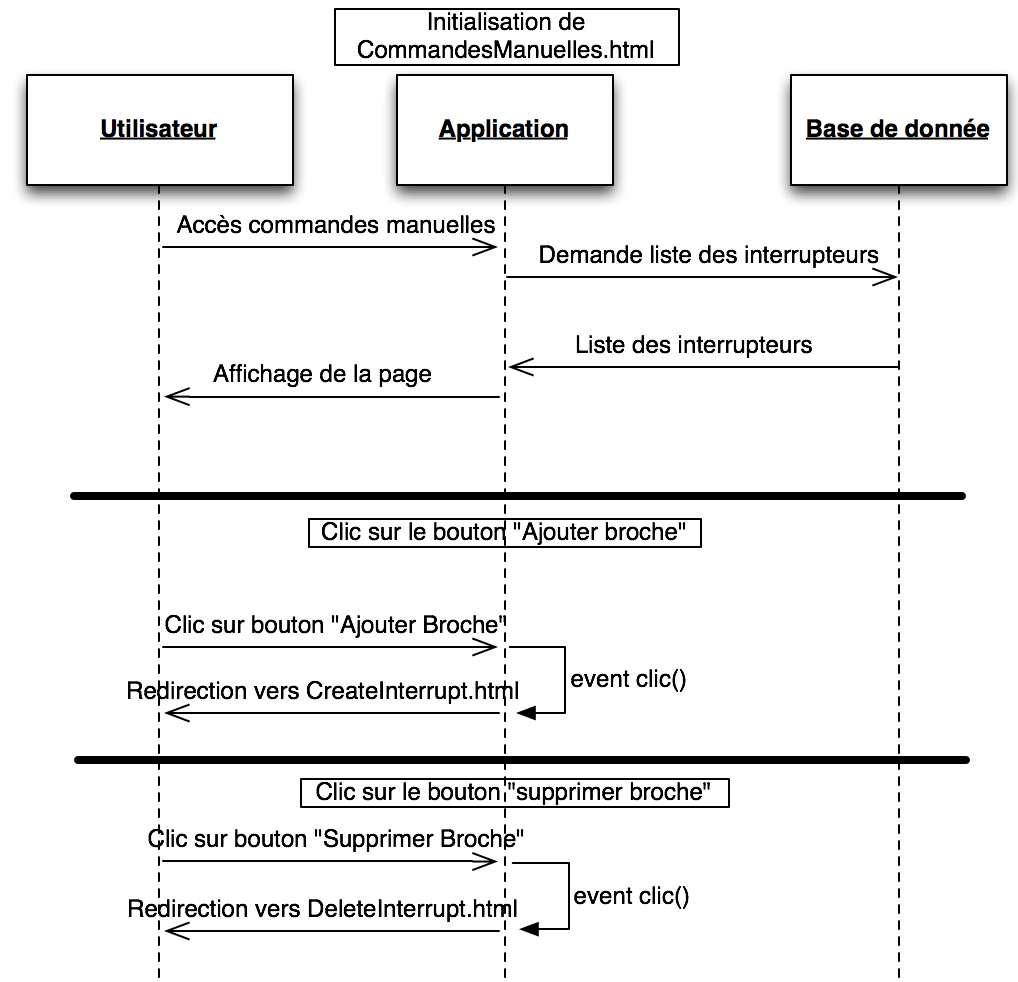 Initialisation de
CommandesManuelles.html
Utilisateur
Application
Base de donnée
Accès commandes manuelles
Demande liste des interrupteurs
Liste des interrupteurs
Affichage de la page
Clic sur le bouton "Ajouter broche"
Clic sur bouton "Ajouter Broche"
event clic()
Redirection vers CreateInterrupt.html
Clic sur le bouton "supprimer broche"
Clic sur bouton "Supprimer Broche"
event clic()
Redirection vers DeleteInterrupt.html